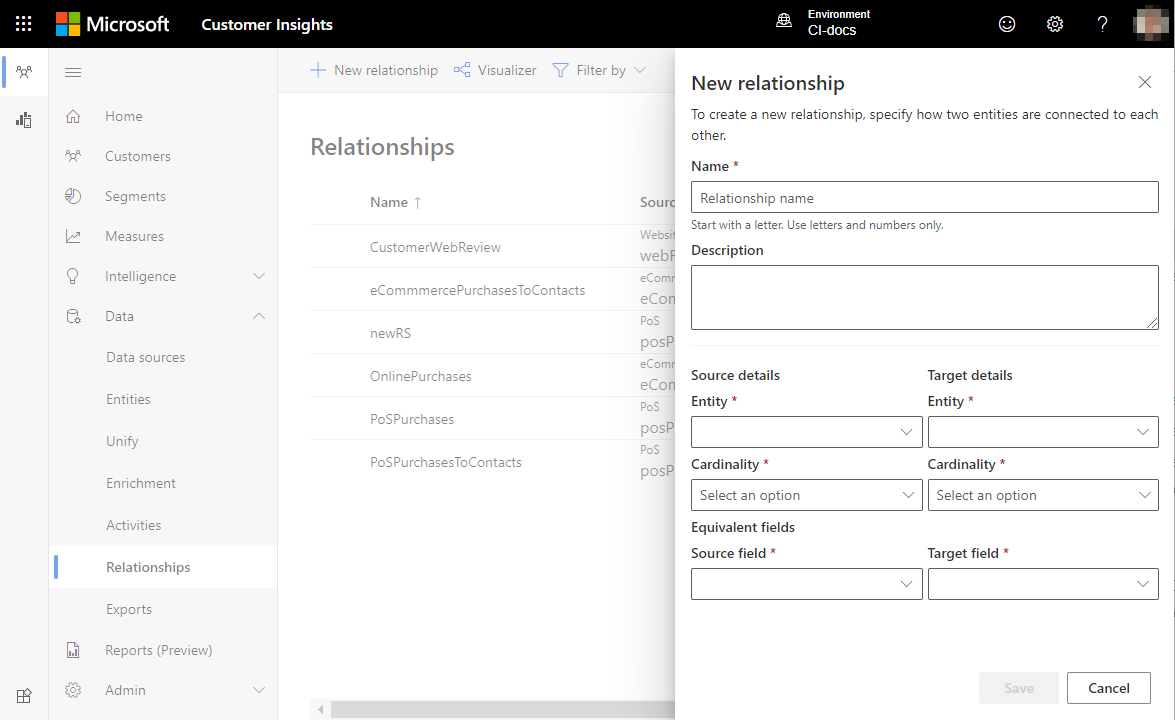 Microsoft Customer Insights
Environment
CI-docs
?
Home
Customers
Segments
Measures
Intelligence
Data
Data sources
Entities
Unify
Enrichment
Activities
Relationships
Exports
Reports (Preview)
Admin
New relationship Visualizer Filter by
Relationships
Name ↑
CustomerWebReview
Websit
webR
eCommmercePurchasesToContacts
eComm
eCom
newRS
PoS
posP
OnlinePurchases
eComm
eCom
PoSPurchases
PoS
posP
PoSPurchasesToContacts
PoS
posP
New relationship
To create a new relationship, specify how two entities are connected to each
other.
Name *
Relationship name
Start with a letter. Use letters and numbers only.
Description
Source details Target details
Entity * Entity *
Cardinality * Cardinality *
Select an option Select an option
Equivalent fields
Source field * Target field *
Save Cancel